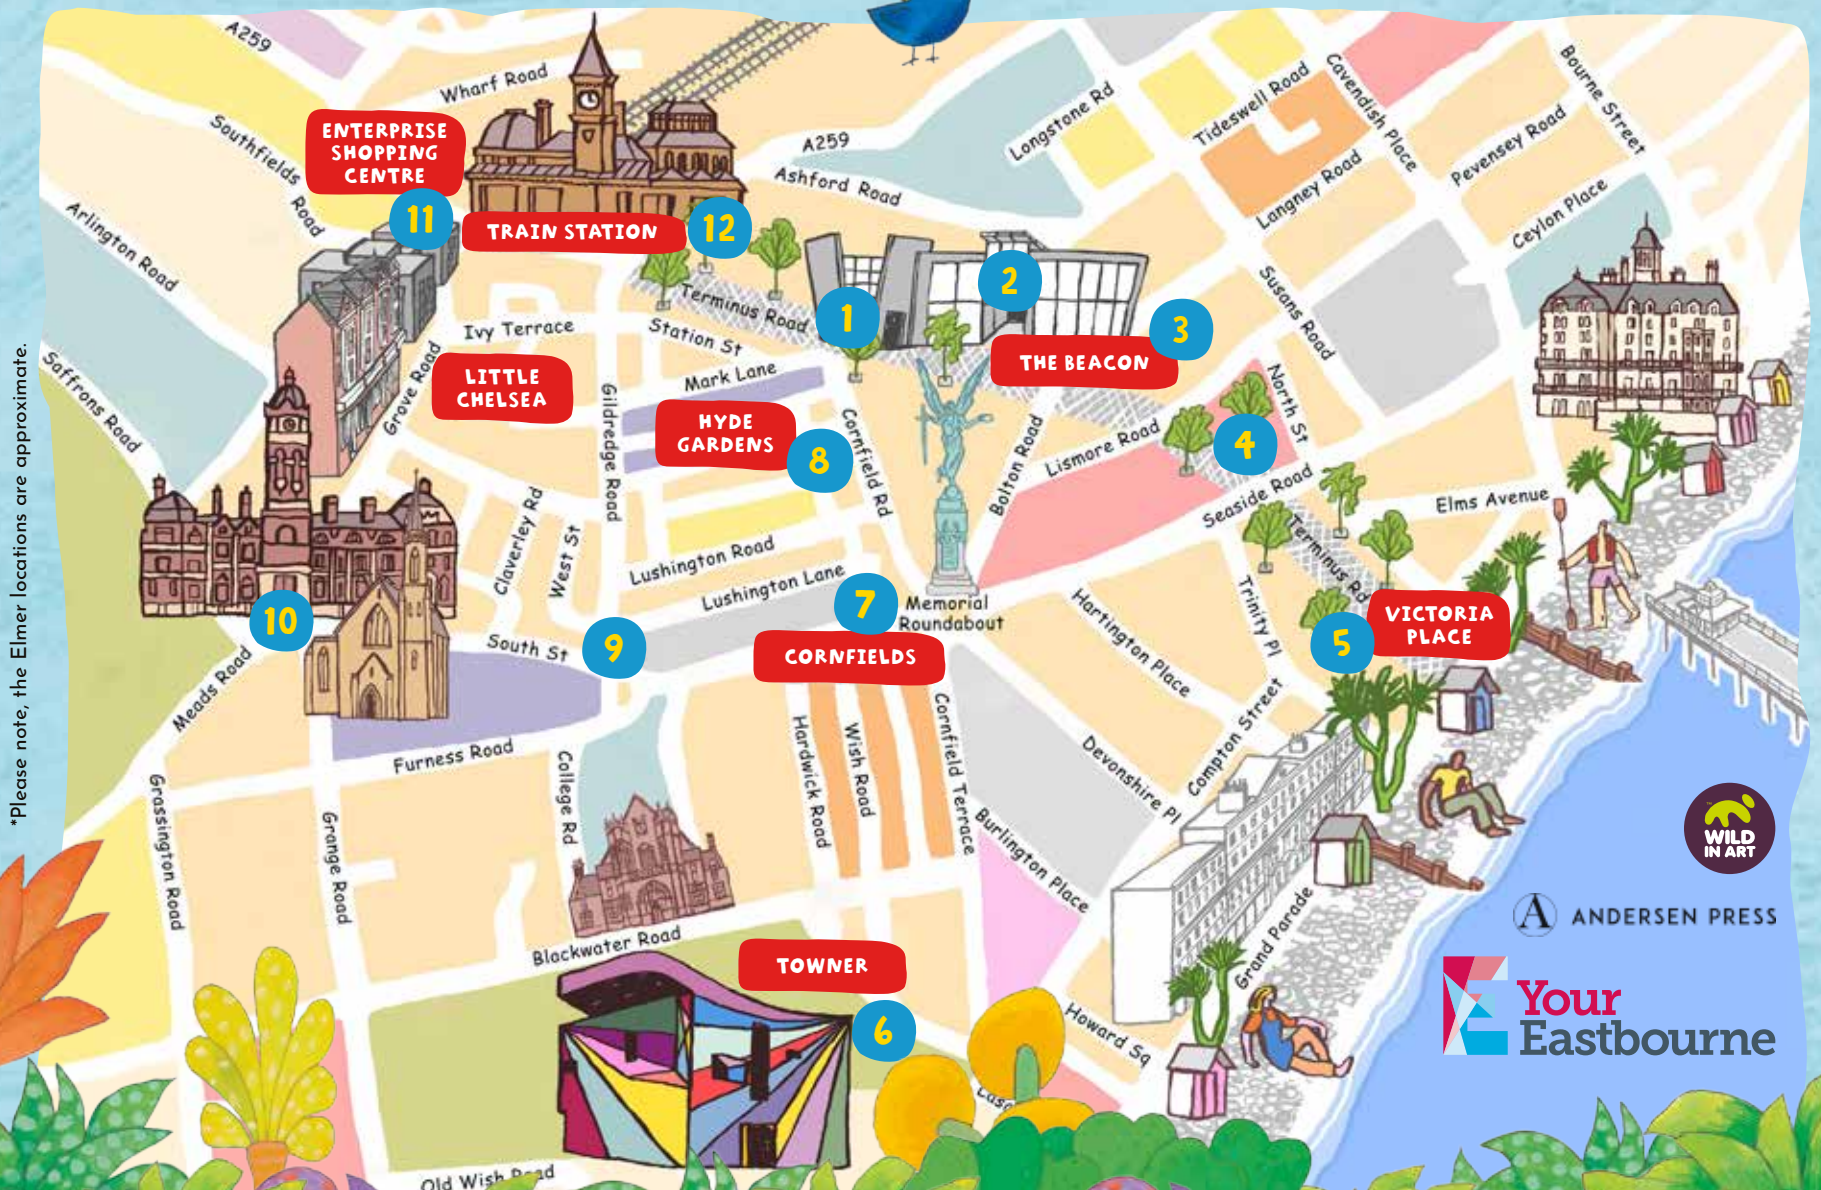 A259
Wharf Road
Southfields
Road
ENTERPRISE
SHOPPING
CENTRE
11
TRAIN STATION
12
Arlington Road
Saffrons Road
A259
Ashford Road
Longstone Rd
Tideswell Road
Cavendish Place
Bourne Street
Pevensey Road
Langney Road
Ceylon Place
Terminus Road
1
2
3
THE BEACON
Susans Road
Ivy Terrace
Station St
Grove Road
LITTLE
CHELSEA
Gildredge Road
Mark Lane
HYDE
GARDENS
8
Cornfield Rd
Bolton Road
Lismore Road
4
North St
Seaside Road
Elms Avenue
Terminus Rd
Claverley Rd
West St
Lushington Road
Lushington Lane
7
Memorial
Roundabout
CORNFIELDS
Hartington Place
Trinity Pl
5
VICTORIA
PLACE
10
South St
9
Meads Road
Furness Road
College Rd
Hardwick Road
Wish Road
Cornfield Terrace
Devonshire Pl
Compton Street
Burlington Place
Grassington Road
Grange Road
Blackwater Road
TOWNER
6
Grand Parade
Howard Sq
Old Wish Road
*Please note, the Elmer locations are approximate.
TM
WILD
IN ART
A ANDERSEN PRESS
E Your
Eastbourne